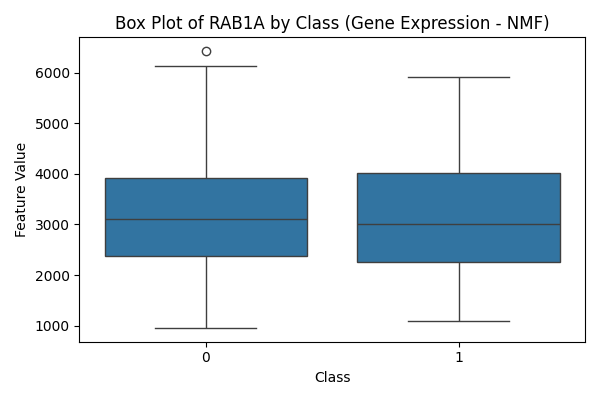 Box Plot of RAB1A by Class (Gene Expression - NMF)
Feature Value
6000
5000
4000
3000
2000
1000
0
1
Class